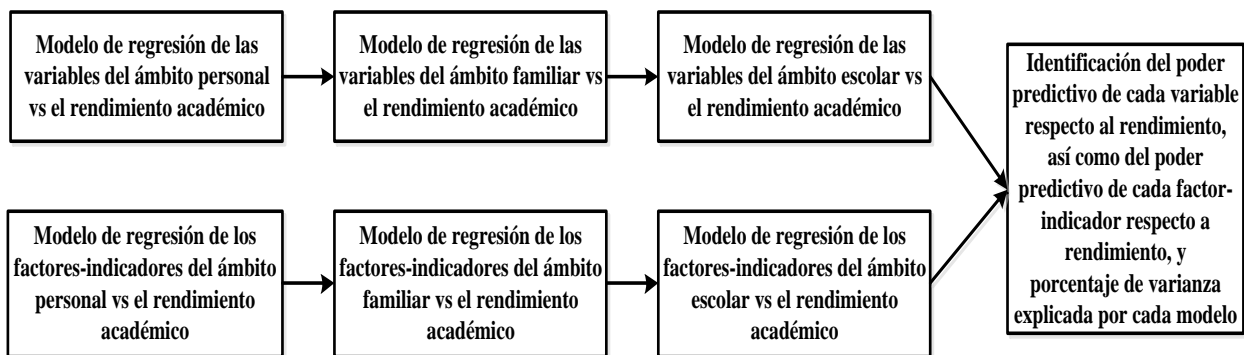 Modelo de regresión de las
variables del ámbito personal
vs el rendimiento académico
Modelo de regresión de las
variables del ámbito familiar vs
el rendimiento académico
Modelo de regresión de las
variables del ámbito escolar vs
el rendimiento académico
Identificación del poder
predictivo de cada variable
respecto al rendimiento,
así como del poder
predictivo de cada factor-
indicador respecto a
rendimiento, y
porcentaje de varianza
explicada por cada modelo
Modelo de regresión de los
factores-indicadores del ámbito
personal vs el rendimiento
académico
Modelo de regresión de los
factores-indicadores del ámbito
familiar vs el rendimiento
académico
Modelo de regresión de los
factores-indicadores del ámbito
escolar vs el rendimiento
académico